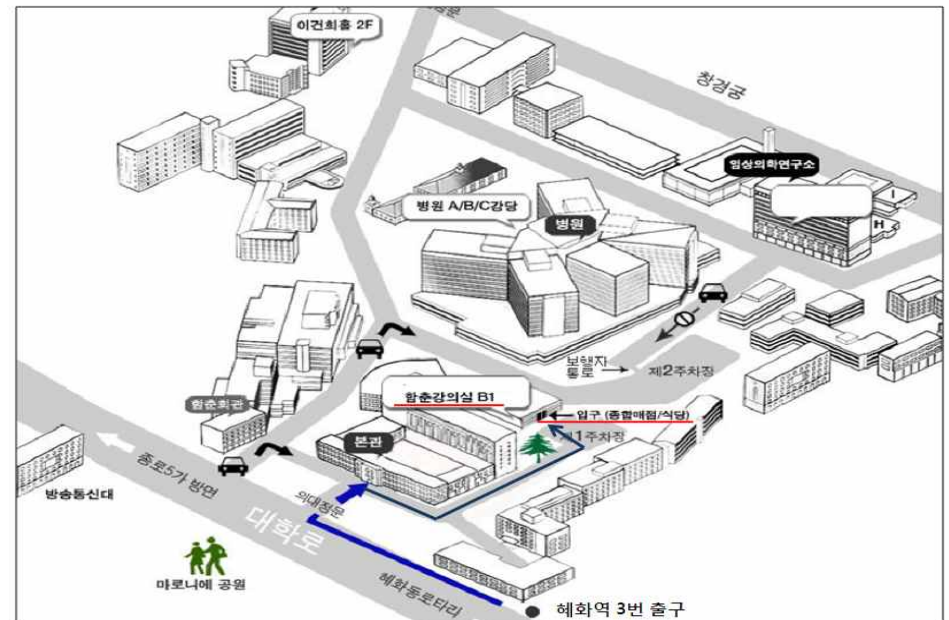 이건희홀 2F
창경궁
임상의학연구소
병원 A/B/C강당
병원
H
보행자
통로
제2주차장
함춘강의실 B1
함춘회관
입구 (종합매점/식당)
제1주차장
본관
종로5가 방면
방송통신대
의대정문
대학로
마로니에 공원
혜화동로타리
혜화역 3번 출구